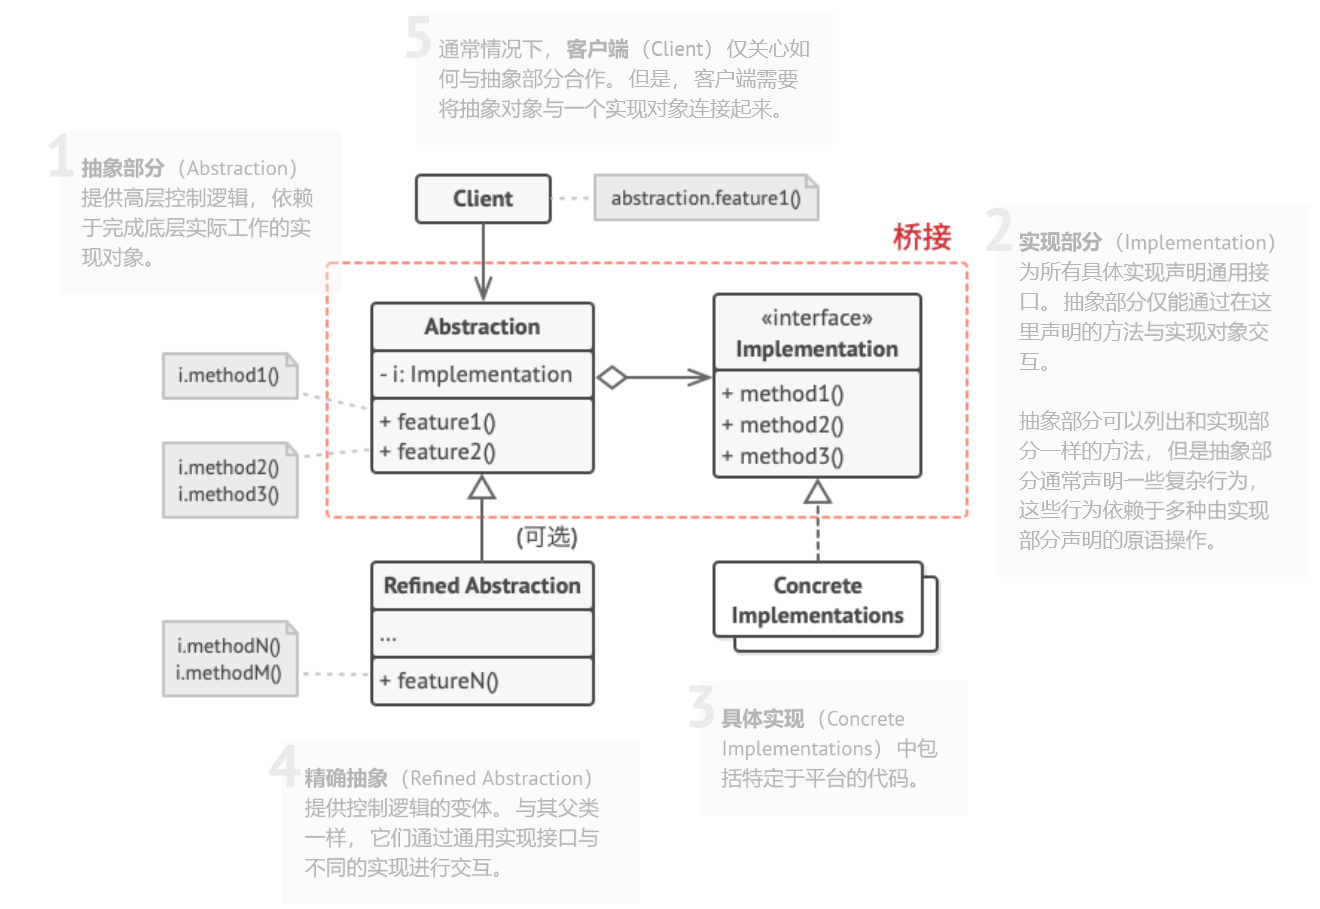 5
通常情况下， 客户端 （Client） 仅关心如
何与抽象部分合作。 但是， 客户端需要
将抽象对象与一个实现对象连接起来。
1
抽象部分 （Abstraction）
提供高层控制逻辑， 依赖
于完成底层实际工作的实
现对象。
Client
abstraction.feature1()
桥接
2
实现部分 （Implementation）
为所有具体实现声明通用接
口。 抽象部分仅能通过在这
里声明的方法与实现对象交
互。
抽象部分可以列出和实现部
分一样的方法， 但是抽象部
分通常声明一些复杂行为，
这些行为依赖于多种由实现
部分声明的原语操作。
Abstraction
- i: Implementation
+ feature1()
+ feature2()
«interface»
Implementation
+ method1()
+ method2()
+ method3()
i.method1()
i.method2()
i.method3()
(可选)
Refined Abstraction
...
+ featureN()
Concrete
Implementations
i.methodN()
i.methodM()
3
具体实现 （Concrete
Implementations） 中包
括特定于平台的代码。
4
精确抽象 （Refined Abstraction）
提供控制逻辑的变体。 与其父类
一样， 它们通过通用实现接口与
不同的实现进行交互。